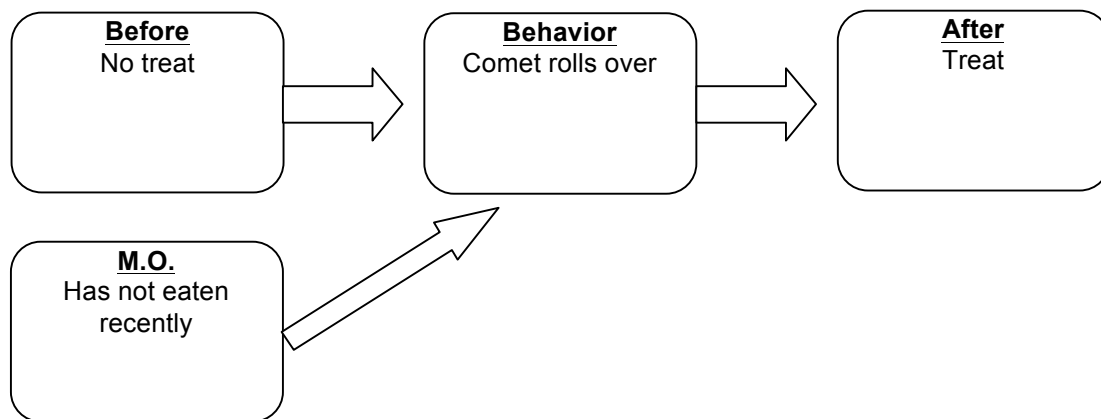 Before
No treat
Behavior
Comet rolls over
After
Treat
M.O.
Has not eaten
recently